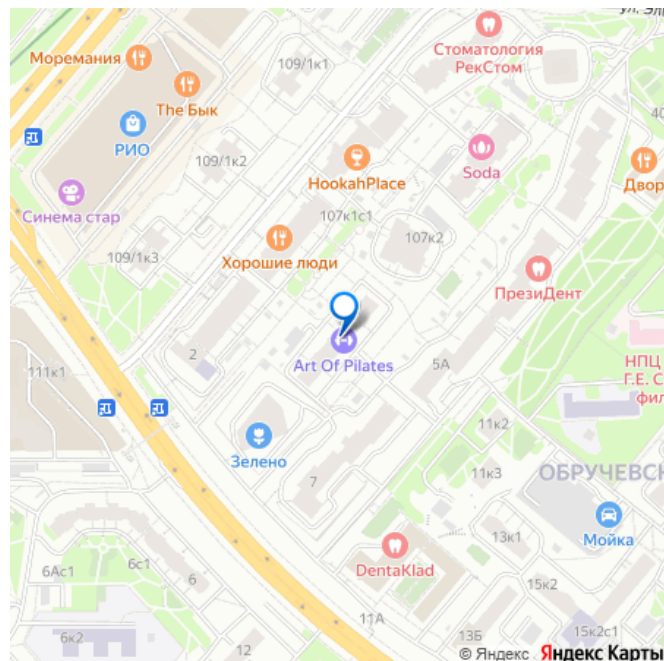 ул. Эль
Стоматология
РекСтом
Моремания
109/1к1
The Бык
40
РИО
HookahPlace
Soda
109/1к2
Двор
Синема стар
107к1с1
107к2
109/1к3
Хорошие люди
ПрезиДент
Art Of Pilates
2
5А
НПЦ
Г.Е. С
фил
111к1
11к2
Зелено
11к3
ОБРУЧЕВСК
7
Мойка
13к1
DentaKlad
6с1
6Ас1
6
15к2
11А
13Б
15к2с1
6к2
12
© Яндекс Яндекс Карты